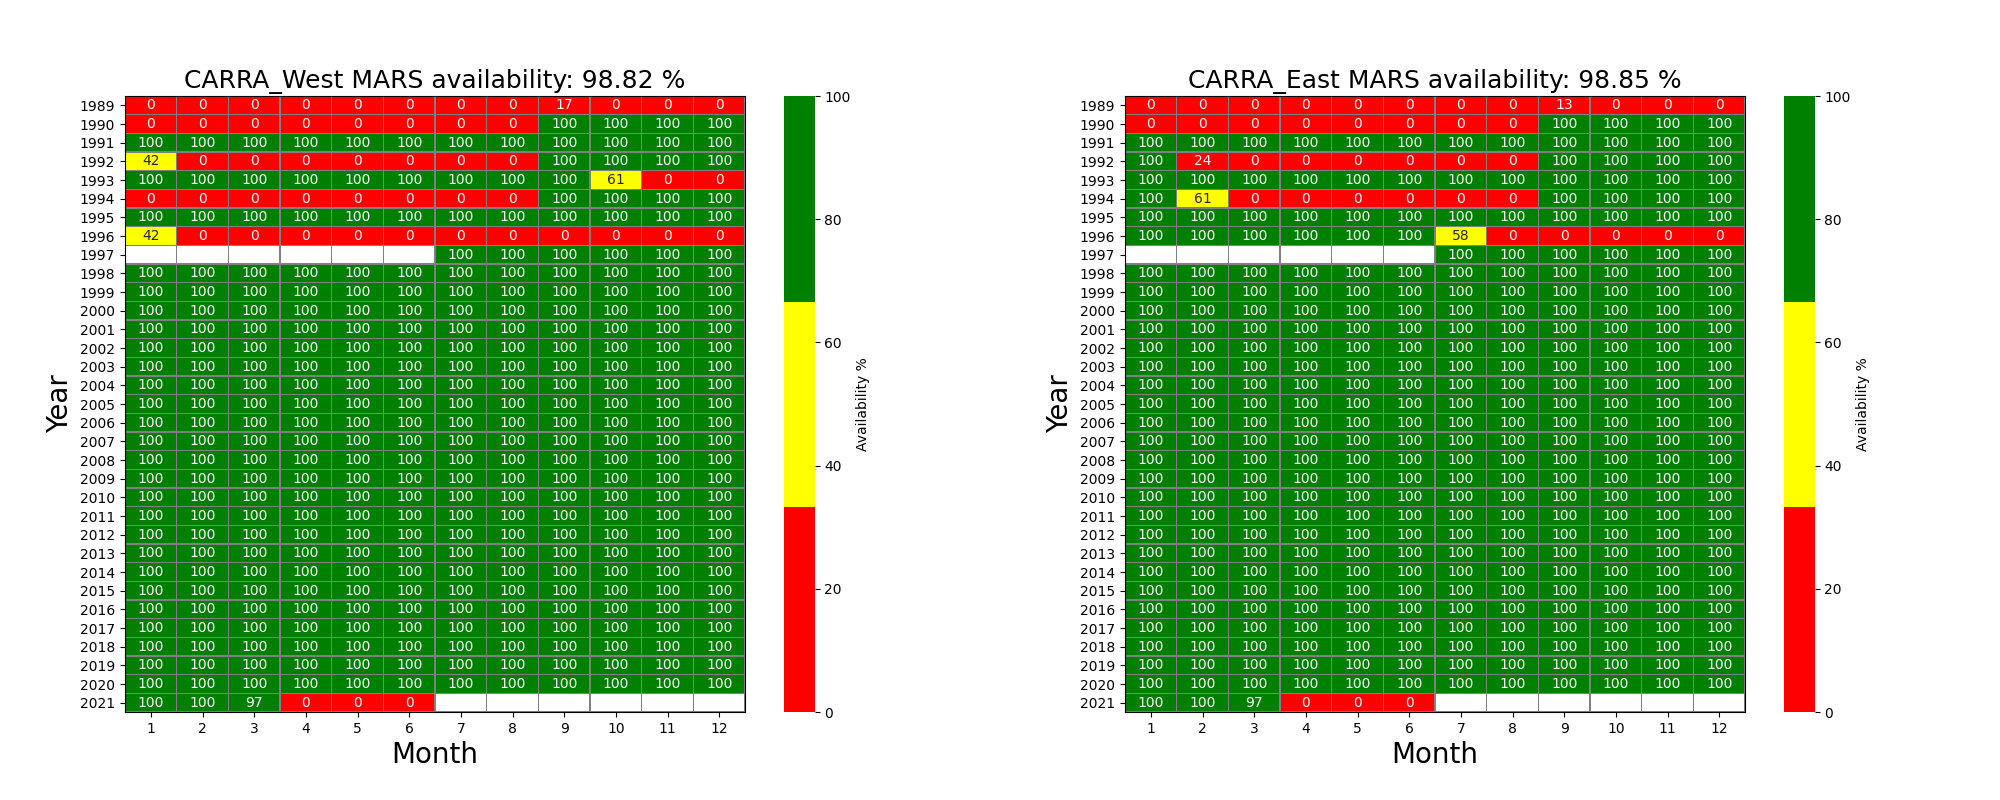 CARRA_West MARS availability: 98.82 %
1989 0 0 0 0 0 0 0 0 17 0 0 0
1990 0 0 0 0 0 0 0 0 100 100 100 100
1991 100 100 100 100 100 100 100 100 100 100 100 100
1992 42 0 0 0 0 0 0 0 100 100 100 100
1993 100 100 100 100 100 100 100 100 100 61 0 0
1994 0 0 0 0 0 0 0 0 100 100 100 100
1995 100 100 100 100 100 100 100 100 100 100 100 100
1996 42 0 0 0 0 0 0 0 0 0 0 0
1997 100 100 100 100 100 100
1998 100 100 100 100 100 100 100 100 100 100 100 100
1999 100 100 100 100 100 100 100 100 100 100 100 100
2000 100 100 100 100 100 100 100 100 100 100 100 100
2001 100 100 100 100 100 100 100 100 100 100 100 100
2002 100 100 100 100 100 100 100 100 100 100 100 100
2003 100 100 100 100 100 100 100 100 100 100 100 100
2004 100 100 100 100 100 100 100 100 100 100 100 100
2005 100 100 100 100 100 100 100 100 100 100 100 100
2006 100 100 100 100 100 100 100 100 100 100 100 100
2007 100 100 100 100 100 100 100 100 100 100 100 100
2008 100 100 100 100 100 100 100 100 100 100 100 100
2009 100 100 100 100 100 100 100 100 100 100 100 100
2010 100 100 100 100 100 100 100 100 100 100 100 100
2011 100 100 100 100 100 100 100 100 100 100 100 100
2012 100 100 100 100 100 100 100 100 100 100 100 100
2013 100 100 100 100 100 100 100 100 100 100 100 100
2014 100 100 100 100 100 100 100 100 100 100 100 100
2015 100 100 100 100 100 100 100 100 100 100 100 100
2016 100 100 100 100 100 100 100 100 100 100 100 100
2017 100 100 100 100 100 100 100 100 100 100 100 100
2018 100 100 100 100 100 100 100 100 100 100 100 100
2019 100 100 100 100 100 100 100 100 100 100 100 100
2020 100 100 100 100 100 100 100 100 100 100 100 100
2021 100 100 97 0 0 0
1 2 3 4 5 6 7 8 9 10 11 12
Month
Year
100
80
60
40
20
0
Availability %
CARRA_East MARS availability: 98.85 %
1989 0 0 0 0 0 0 0 0 13 0 0 0
1990 0 0 0 0 0 0 0 0 100 100 100 100
1991 100 100 100 100 100 100 100 100 100 100 100 100
1992 100 24 0 0 0 0 0 0 100 100 100 100
1993 100 100 100 100 100 100 100 100 100 100 100 100
1994 100 61 0 0 0 0 0 0 100 100 100 100
1995 100 100 100 100 100 100 100 100 100 100 100 100
1996 100 100 100 100 100 100 58 0 0 0 0 0
1997 100 100 100 100 100 100
1998 100 100 100 100 100 100 100 100 100 100 100 100
1999 100 100 100 100 100 100 100 100 100 100 100 100
2000 100 100 100 100 100 100 100 100 100 100 100 100
2001 100 100 100 100 100 100 100 100 100 100 100 100
2002 100 100 100 100 100 100 100 100 100 100 100 100
2003 100 100 100 100 100 100 100 100 100 100 100 100
2004 100 100 100 100 100 100 100 100 100 100 100 100
2005 100 100 100 100 100 100 100 100 100 100 100 100
2006 100 100 100 100 100 100 100 100 100 100 100 100
2007 100 100 100 100 100 100 100 100 100 100 100 100
2008 100 100 100 100 100 100 100 100 100 100 100 100
2009 100 100 100 100 100 100 100 100 100 100 100 100
2010 100 100 100 100 100 100 100 100 100 100 100 100
2011 100 100 100 100 100 100 100 100 100 100 100 100
2012 100 100 100 100 100 100 100 100 100 100 100 100
2013 100 100 100 100 100 100 100 100 100 100 100 100
2014 100 100 100 100 100 100 100 100 100 100 100 100
2015 100 100 100 100 100 100 100 100 100 100 100 100
2016 100 100 100 100 100 100 100 100 100 100 100 100
2017 100 100 100 100 100 100 100 100 100 100 100 100
2018 100 100 100 100 100 100 100 100 100 100 100 100
2019 100 100 100 100 100 100 100 100 100 100 100 100
2020 100 100 100 100 100 100 100 100 100 100 100 100
2021 100 100 97 0 0 0
1 2 3 4 5 6 7 8 9 10 11 12
Month
Year
100
80
60
40
20
0
Availability %